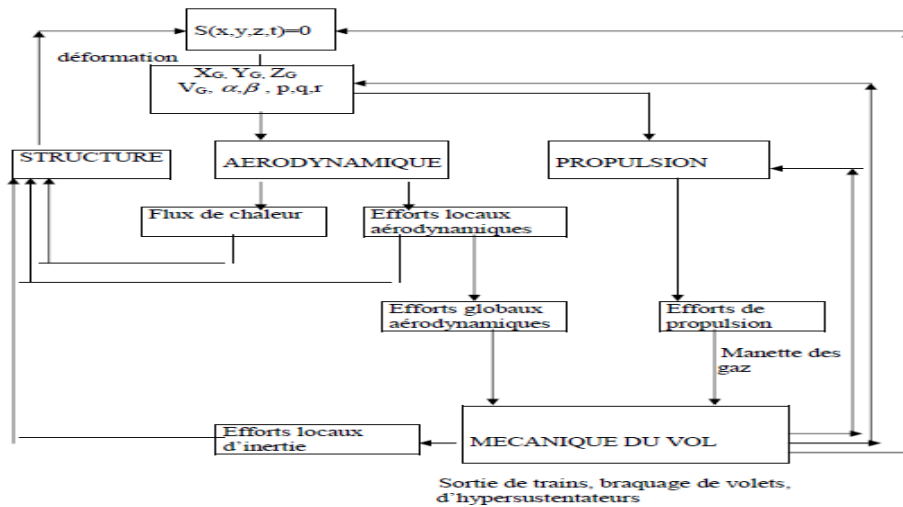 S(x,y,z,t)=0
déformation
XG, YG, ZG
VG, α,β , p,q,r
STRUCTURE
AERODYNAMIQUE
PROPULSION
Flux de chaleur
Efforts locaux
aérodynamiques
Efforts globaux
aérodynamiques
Efforts de
propulsion
Manette des
gaz
Efforts locaux
d'inertie
MECANIQUE DU VOL
Sortie de trains, braquage de volets,
d'hypersustentateurs